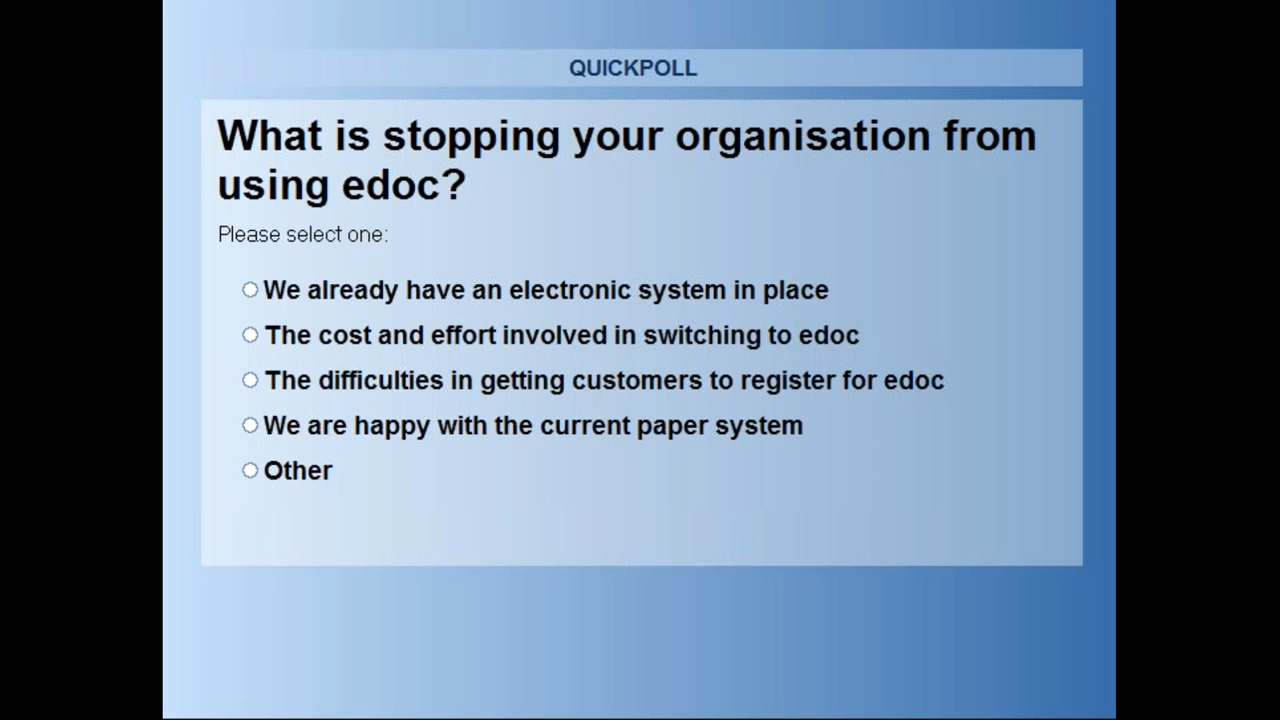 QUICKPOLL
What is stopping your organisation from
using edoc?
Please select one:
We already have an electronic system in place
The cost and effort involved in switching to edoc
The difficulties in getting customers to register for edoc
We are happy with the current paper system
Other